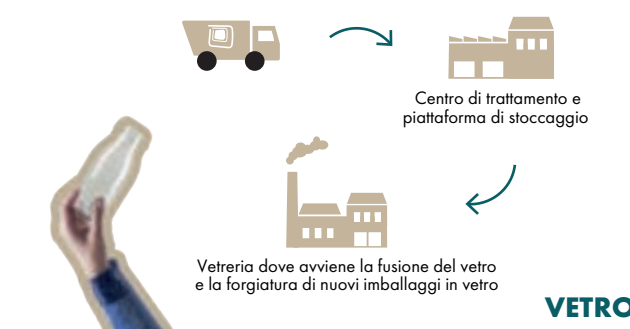 Centro di trattamento e
piattaforma di stoccaggio
Vetreria dove avviene la fusione del vetro
e la forgiatura di nuovi imballaggi in vetro
VETRO